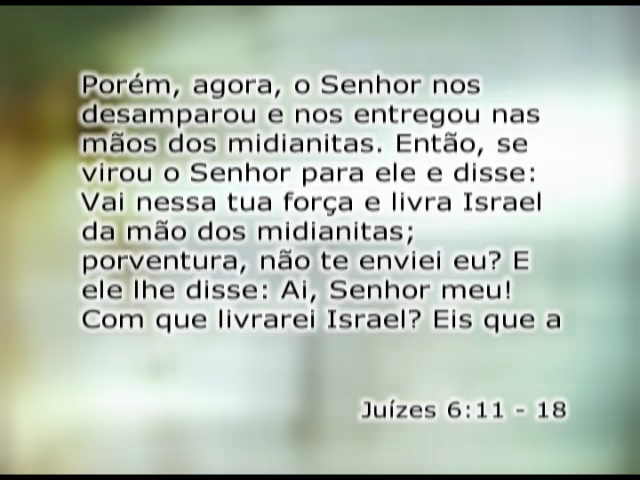 Porém, agora, o Senhor nos
desamparou e nos entregou nas
mãos dos midianitas. Então, se
virou o Senhor para ele e disse:
Vai nessa tua força e livra Israel
da mão dos midianitas;
porventura, não te enviei eu? E
ele lhe disse: Ai, Senhor meu!
Com que livrarei Israel? Eis que a
Juízes 6:11 - 18